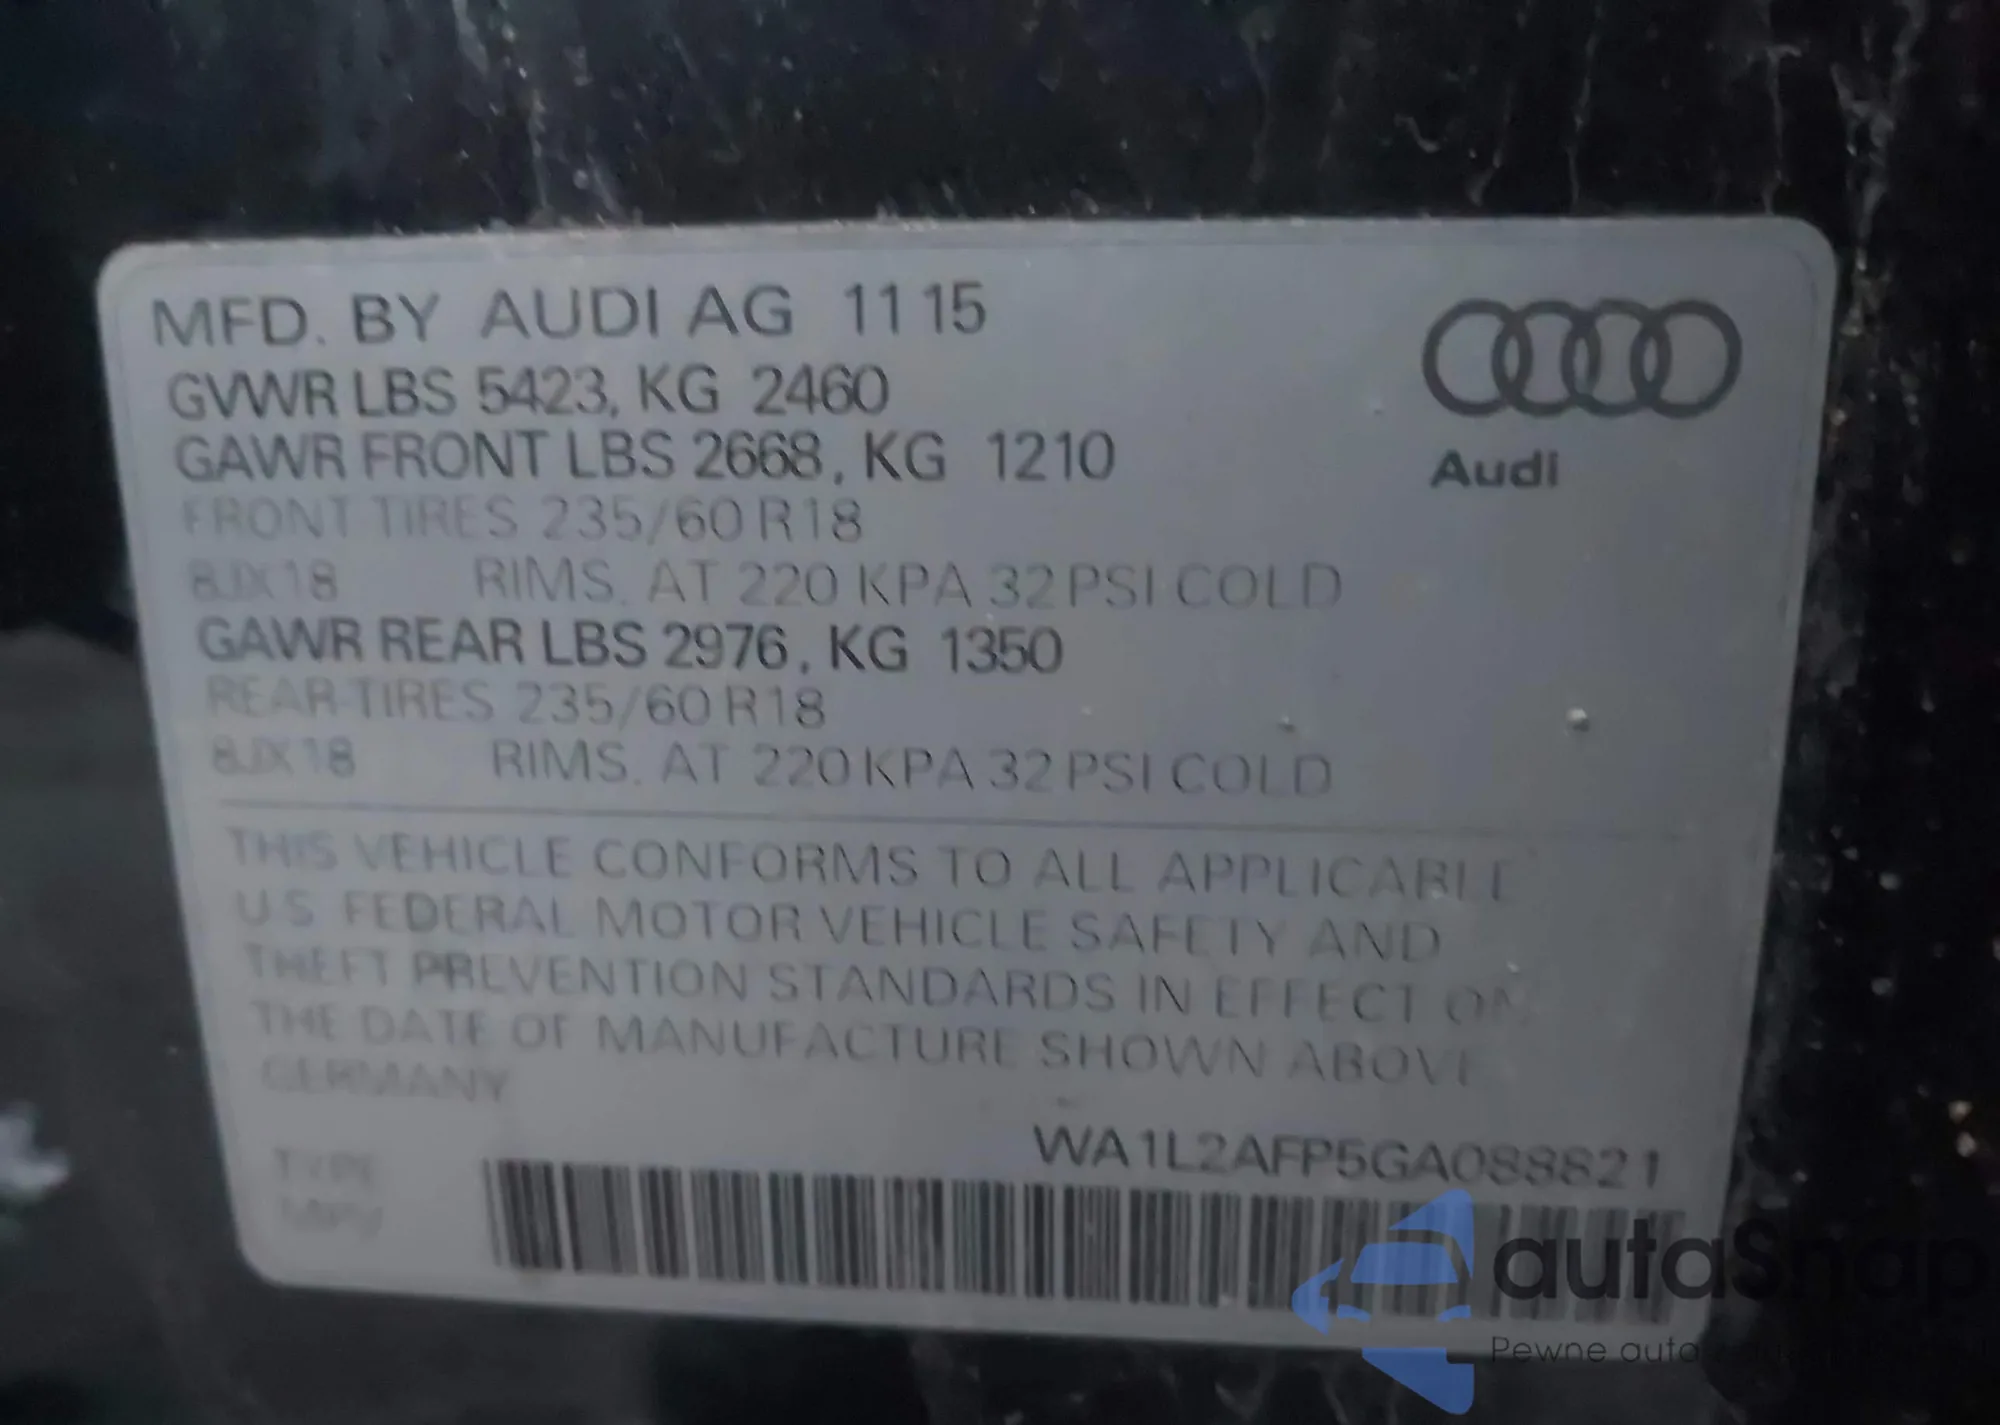 MFD. BY AUDI AG 11 15
GVWR LBS 5423, KG 2460
GAWR FRONT LBS 2668, KG 1210
FRONT TIRES 235/60 R18
8JX18 RIMS. AT 220 KPA 32 PSI COLD
GAWR REAR LBS 2976, KG 1350
REAR TIRES 235/60 R18
8JX18 RIMS. AT 220 KPA 32 PSI COLD
Audi
THIS VEHICLE CONFORMS TO ALL APPLICABLE
U.S FEDERAL MOTOR VEHICLE SAFETY AND
THEFT PREVENTION STANDARDS IN EFFECT ON
THE DATE OF MANUFACTURE SHOWN ABOVE
GERMANY
WA1L2AFP5GA088821
TYPE
MPV
autaSnap
Pewne auta